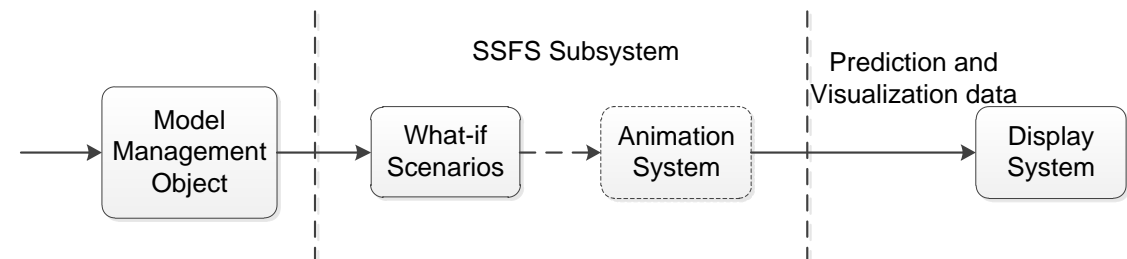 SSFS Subsystem
Prediction and
Visualization data
Model
Management
Object
What-if
Scenarios
Animation
System
Display
System